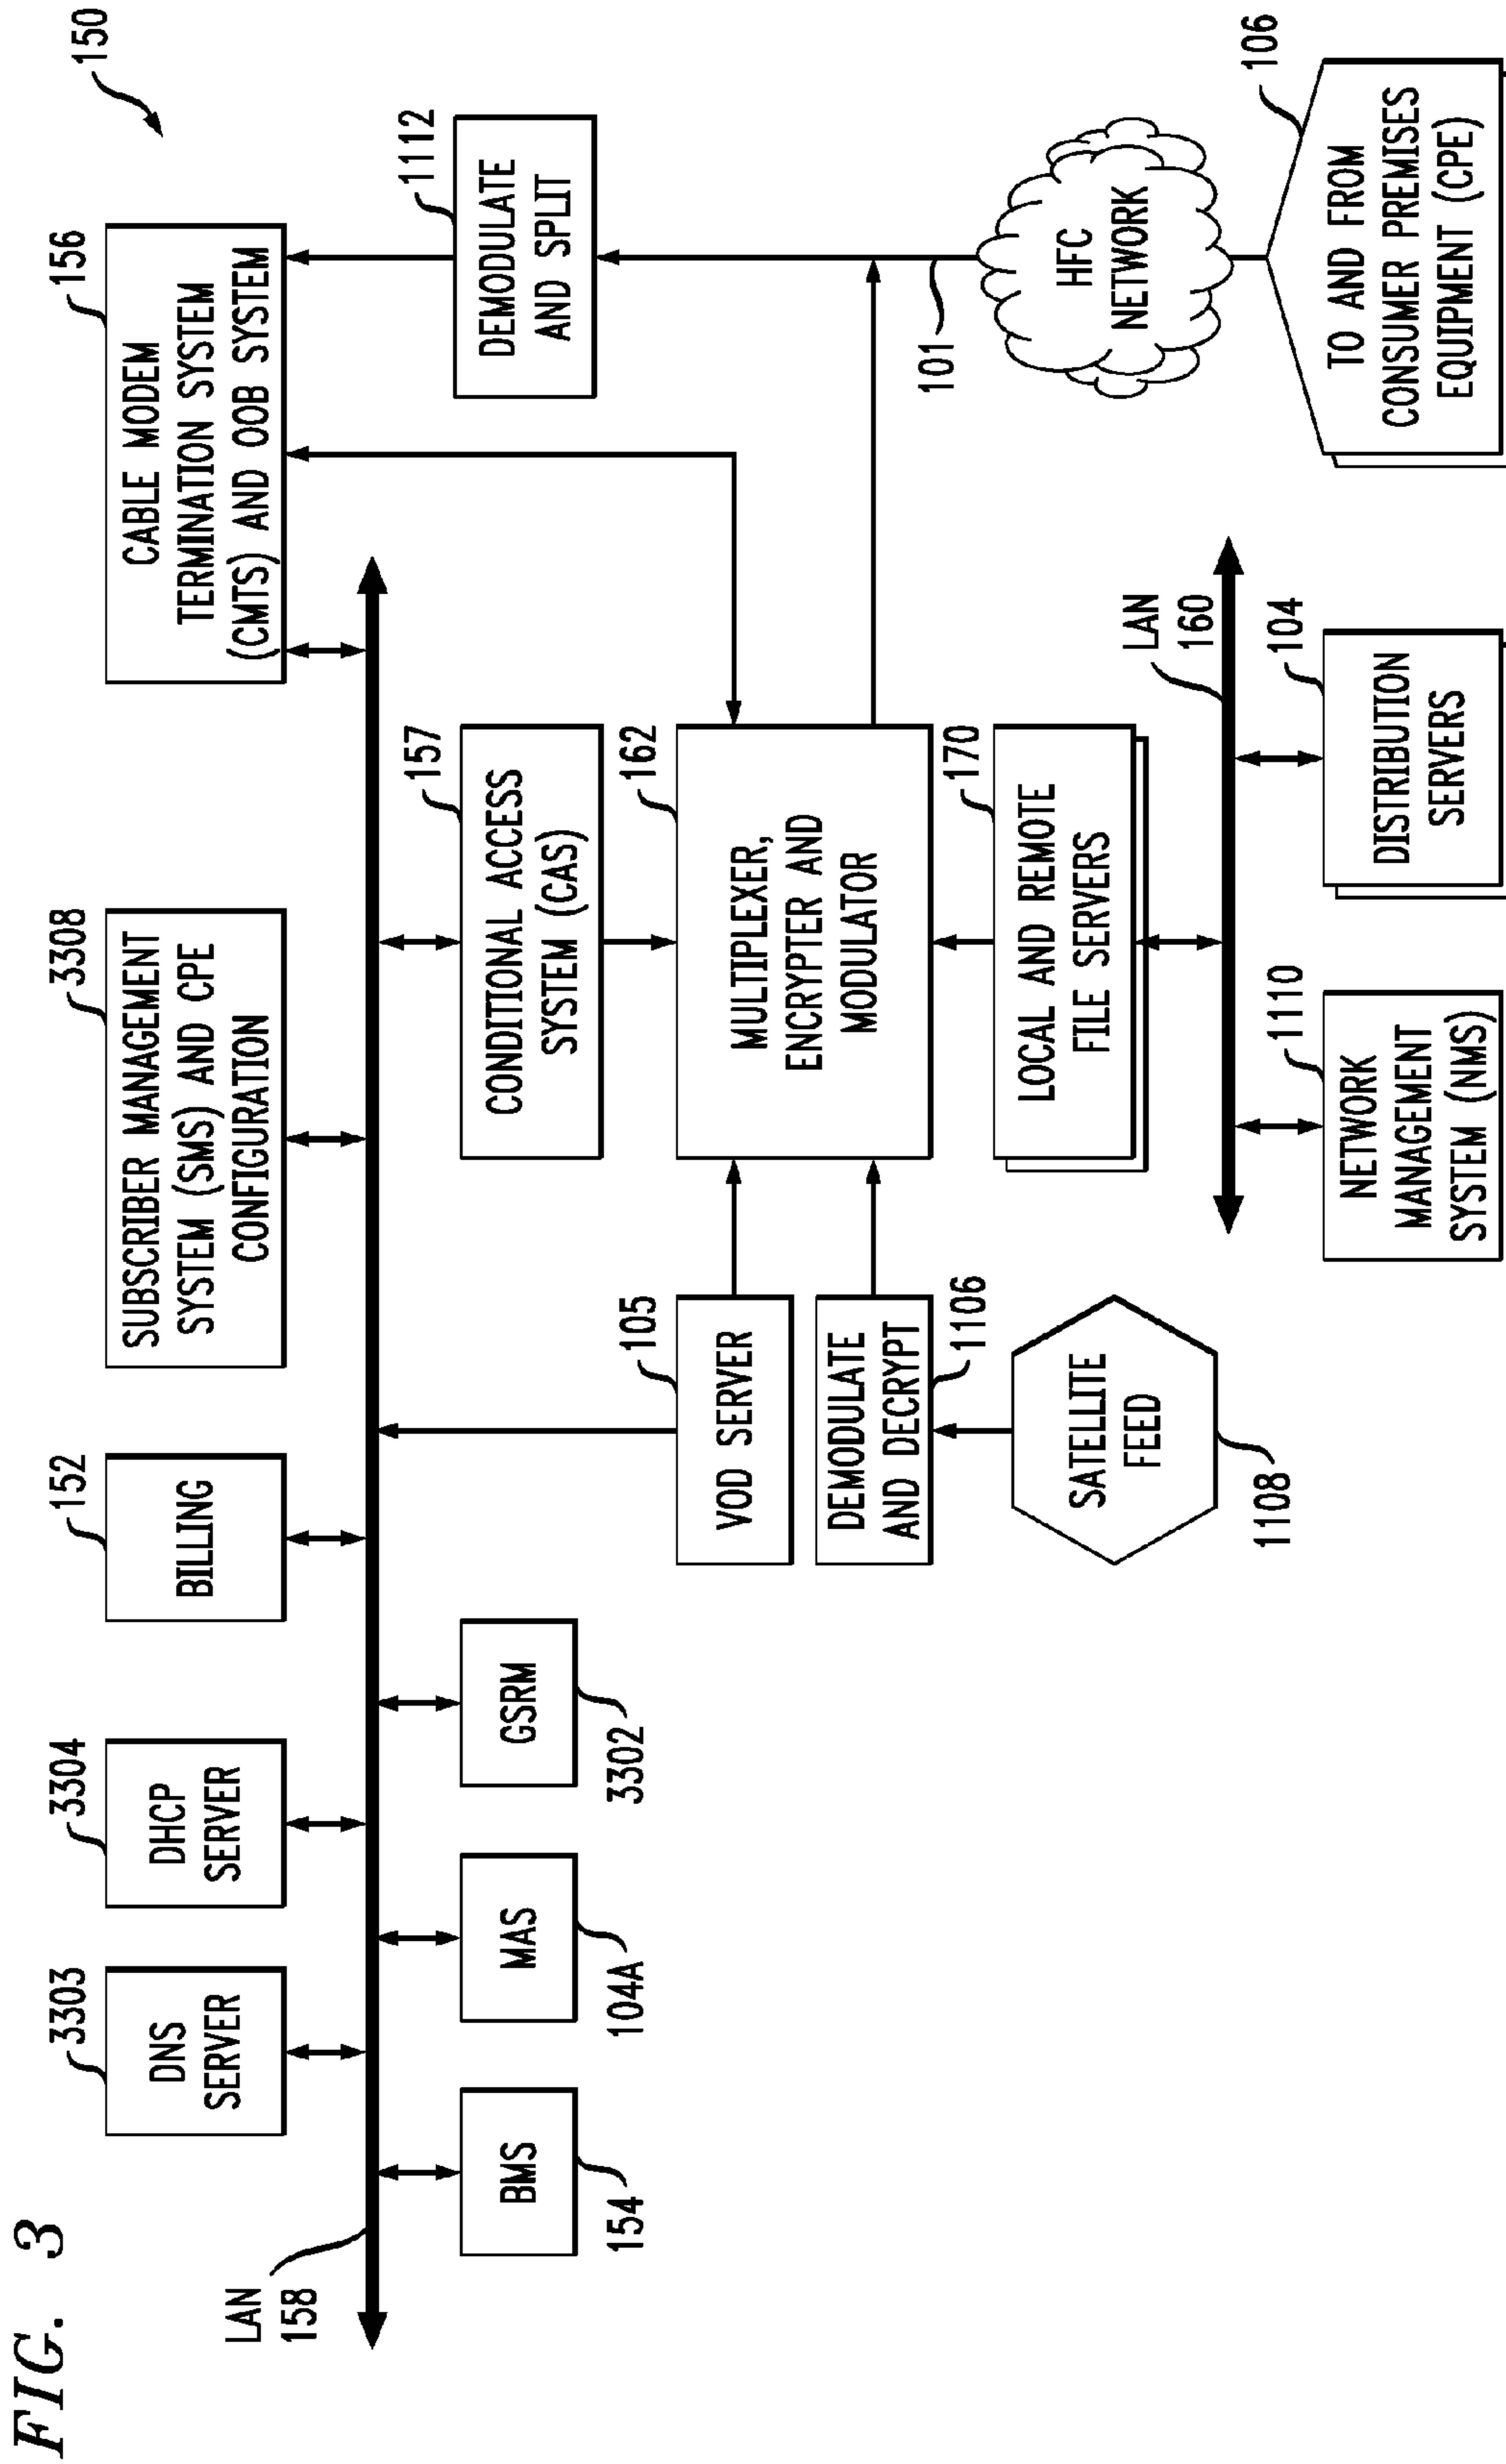 FIG. 3
150
3303
DNS
SERVER
3304
DHCP
SERVER
152
BILLING
3308
SUBSCRIBER MANAGEMENT
SYSTEM (SMS) AND CPE
CONFIGURATION
156
CABLE MODEM
TERMINATION SYSTEM
(CMTS) AND OOB SYSTEM
LAN
158
BMS
154
MAS
104A
GSRM
3302
157
CONDITIONAL ACCESS
SYSTEM (CAS)
1112
DEMODULATE
AND SPLIT
105
VOD SERVER
162
MULTIPLEXER,
ENCRYPTER AND
MODULATOR
DEMODULATE
AND DECRYPT
1106
101
SATELLITE
FEED
1108
170
LOCAL AND REMOTE
FILE SERVERS
HFC
NETWORK
LAN
160
1110
NETWORK
MANAGEMENT
SYSTEM (NMS)
104
DISTRIBUTION
SERVERS
106
TO AND FROM
CONSUMER PREMISES
EQUIPMENT (CPE)